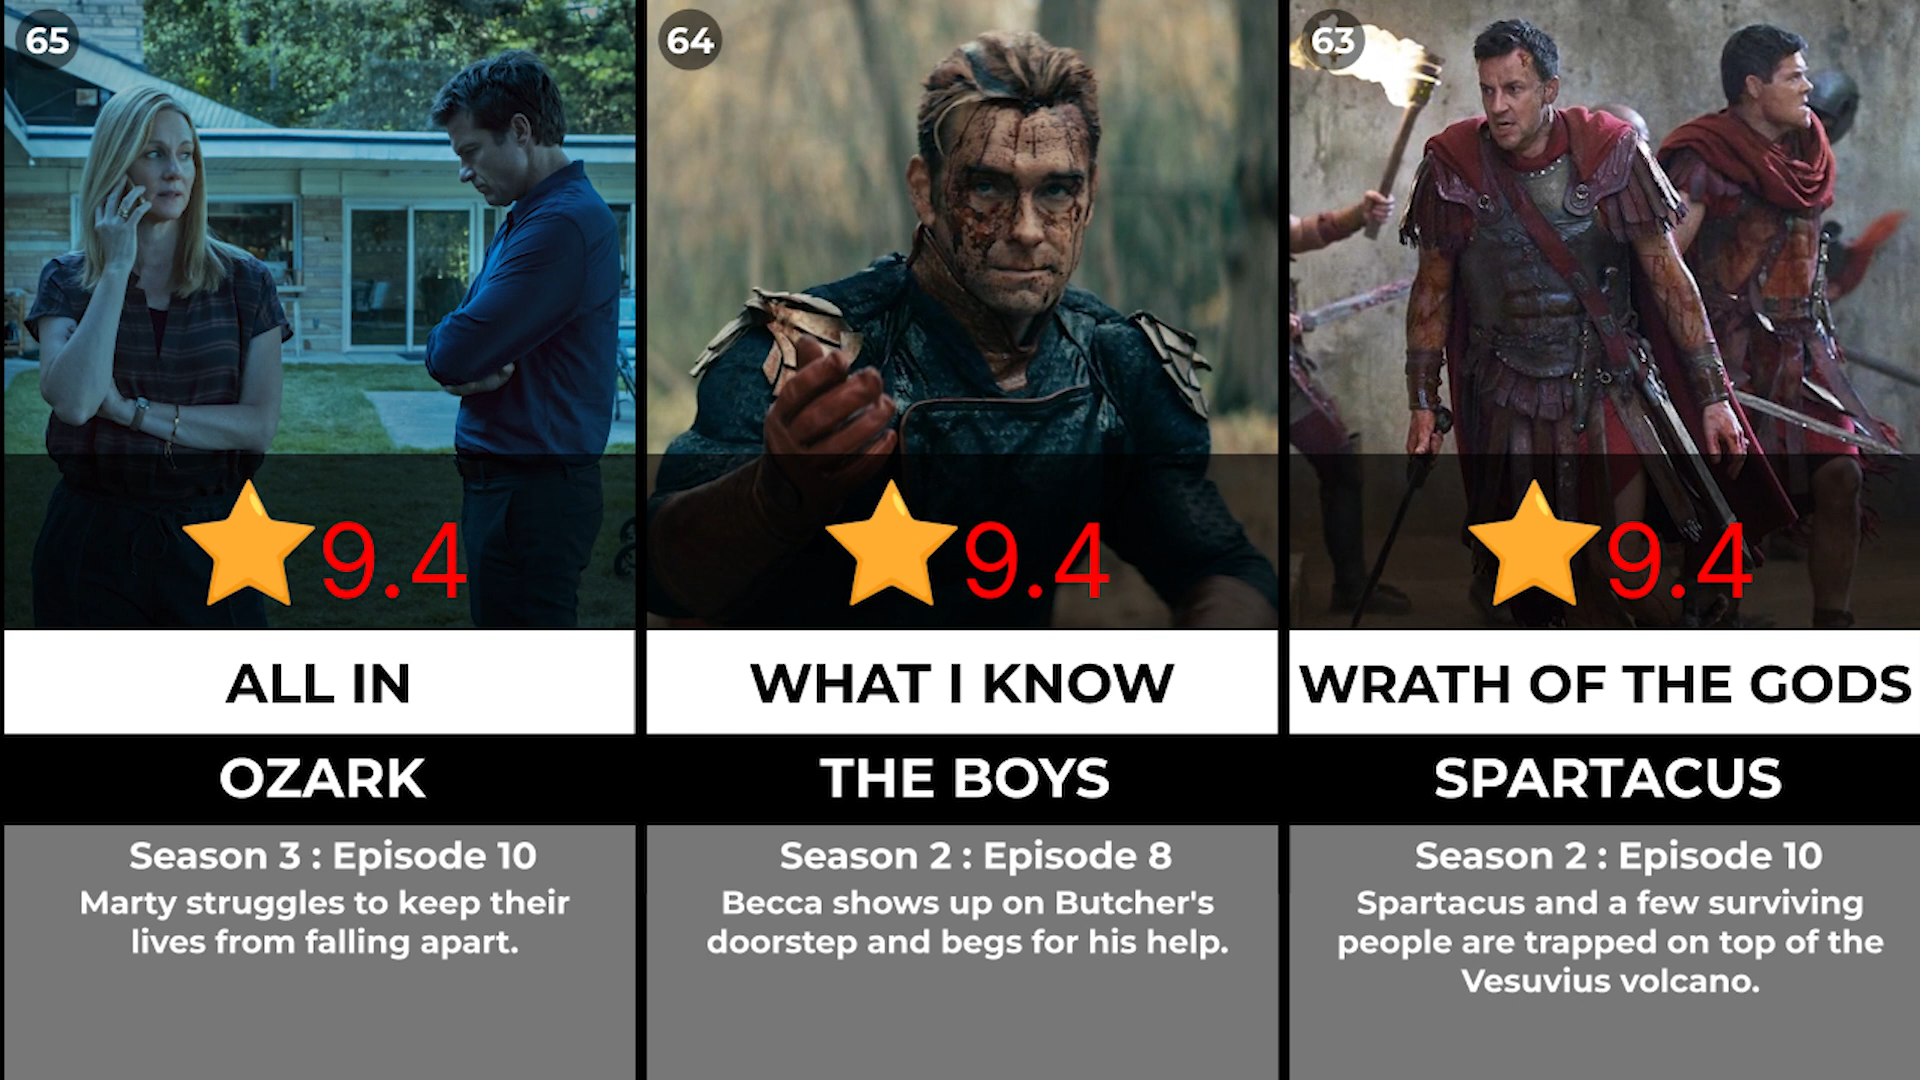 65
9.4
ALL IN
OZARK
Season 3 : Episode 10
Marty struggles to keep their
lives from falling apart.
64
9.4
WHAT I KNOW
THE BOYS
Season 2 : Episode 8
Becca shows up on Butcher's
doorstep and begs for his help.
63
9.4
WRATH OF THE GODS
SPARTACUS
Season 2 : Episode 10
Spartacus and a few surviving
people are trapped on top of the
Vesuvius volcano.